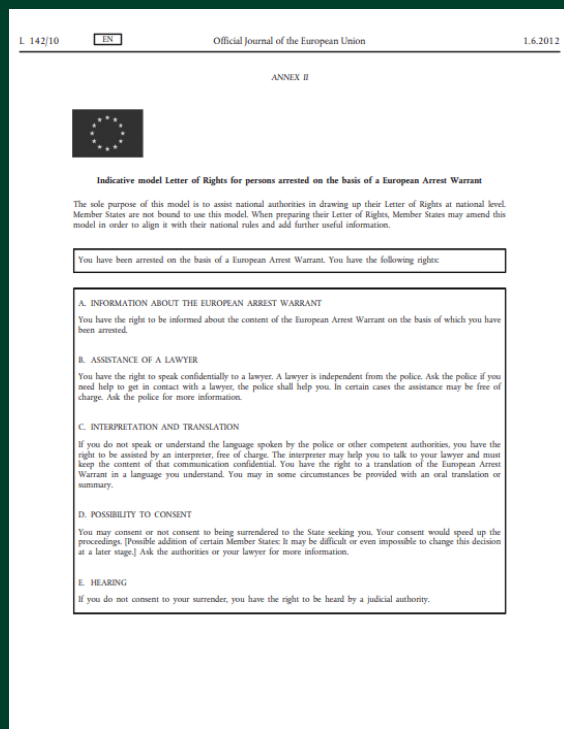 L 142/10
EN
Official Journal of the European Union
1.6.2012
ANNEX II
Indicative model Letter of Rights for persons arrested on the basis of a European Arrest Warrant
The sole purpose of this model is to assist national authorities in drawing up their Letter of Rights at national level.
Member States are not bound to use this model. When preparing their Letter of Rights, Member States may amend this
model in order to align it with their national rules and add further useful information.
You have been arrested on the basis of a European Arrest Warrant. You have the following rights:
A. INFORMATION ABOUT THE EUROPEAN ARREST WARRANT
You have the right to be informed about the content of the European Arrest Warrant on the basis of which you have
been arrested.
B. ASSISTANCE OF A LAWYER
You have the right to speak confidentially to a lawyer. A lawyer is independent from the police. Ask the police if you
need help to get in contact with a lawyer, the police shall help you. In certain cases the assistance may be free of
charge. Ask the police for more information.
C. INTERPRETATION AND TRANSLATION
If you do not speak or understand the language spoken by the police or other competent authorities, you have the
right to be assisted by an interpreter, free of charge. The interpreter may help you to talk to your lawyer and must
keep the content of that communication confidential. You have the right to a translation of the European Arrest
Warrant in a language you understand. You may in some circumstances be provided with an oral translation or
summary.
D. POSSIBILITY TO CONSENT
You may consent or not consent to being surrendered to the State seeking you. Your consent would speed up the
proceedings. [Possible addition of certain Member States: It may be difficult or even impossible to change this decision
at a later stage.] Ask the authorities or your lawyer for more information.
E. HEARING
If you do not consent to your surrender, you have the right to be heard by a judicial authority.